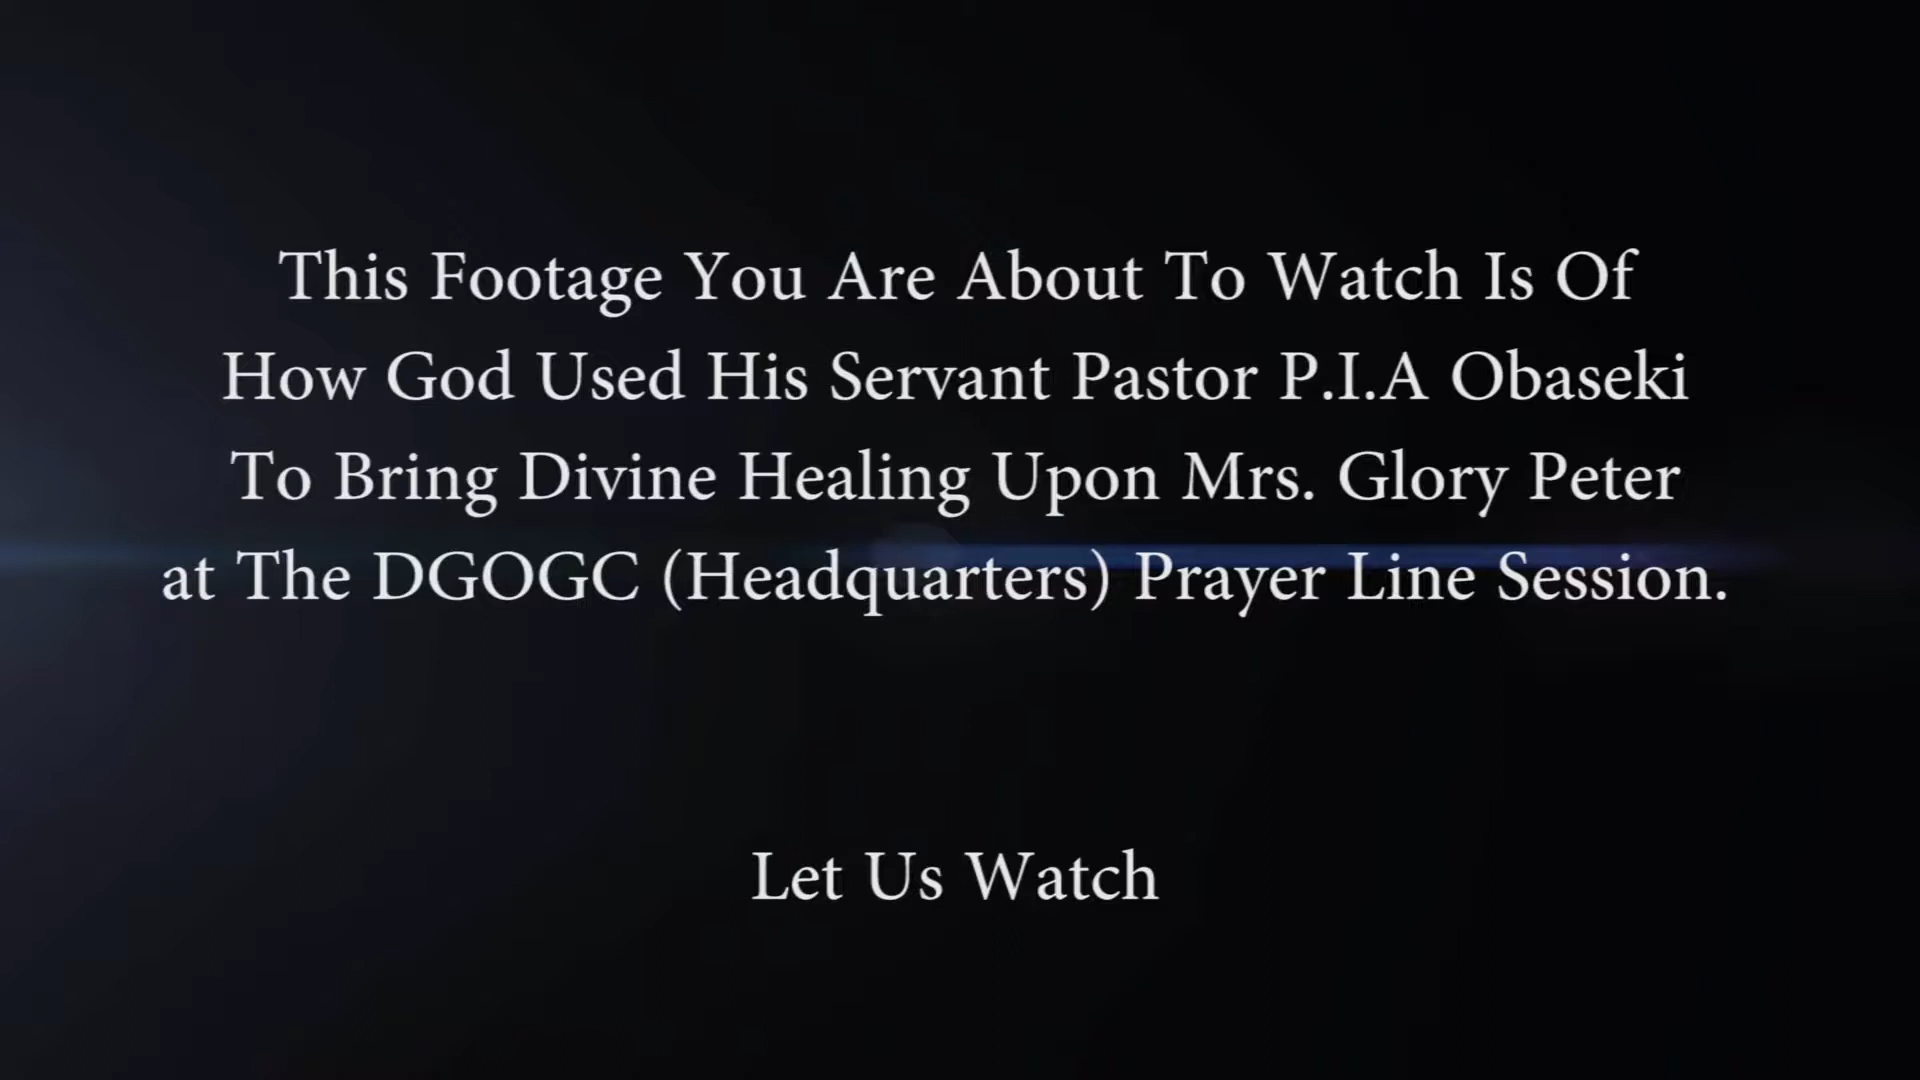 This Footage You Are About To Watch Is Of
How God Used His Servant Pastor P.I.A Obaseki
To Bring Divine Healing Upon Mrs. Glory Peter
at The DGOGC (Headquarters) Prayer Line Session.
Let Us Watch